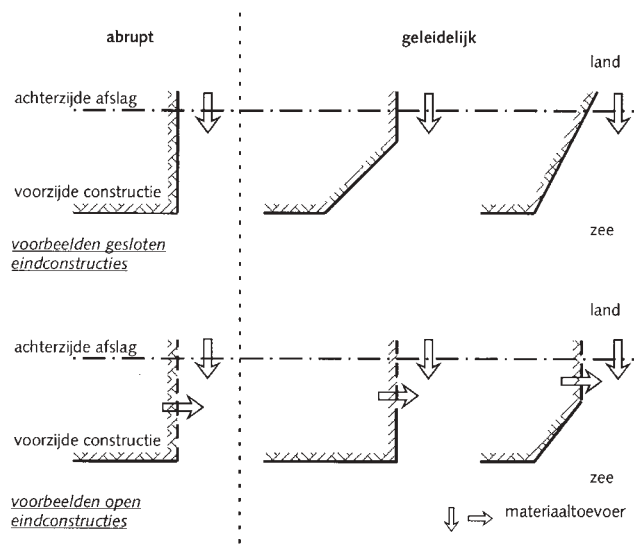 abrupt
geleidelijk
land
achterzijde afslag
voorzijde constructie
zee
voorbeelden gesloten
eindconstructies
land
achterzijde afslag
voorzijde constructie
zee
voorbeelden open
eindconstructies
materiaaltoevoer